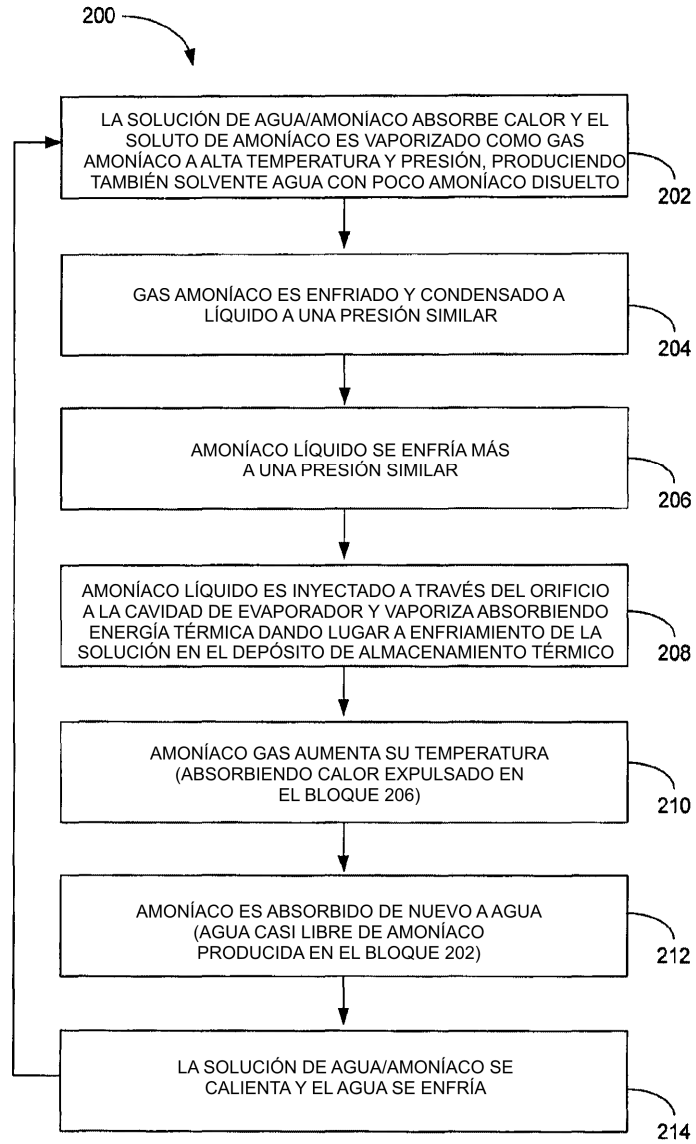 200
LA SOLUCIÓN DE AGUA/AMONÍACO ABSORBE CALOR Y EL
SOLUTO DE AMONÍACO ES VAPORIZADO COMO GAS
AMONÍACO A ALTA TEMPERATURA Y PRESIÓN, PRODUCIENDO
TAMBIÉN SOLVENTE AGUA CON POCO AMONÍACO DISUELTO
202
GAS AMONÍACO ES ENFRIADO Y CONDENSADO A
LÍQUIDO A UNA PRESIÓN SIMILAR
204
AMONÍACO LÍQUIDO SE ENFRÍA MÁS
A UNA PRESIÓN SIMILAR
206
AMONÍACO LÍQUIDO ES INYECTADO A TRAVÉS DEL ORIFICIO
A LA CAVIDAD DE EVAPORADOR Y VAPORIZA ABSORBIENDO
ENERGÍA TÉRMICA DANDO LUGAR A ENFRIAMIENTO DE LA
SOLUCIÓN EN EL DEPÓSITO DE ALMACENAMIENTO TÉRMICO
208
AMONÍACO GAS AUMENTA SU TEMPERATURA
(ABSORBIENDO CALOR EXPULSADO EN
EL BLOQUE 206)
210
AMONÍACO ES ABSORBIDO DE NUEVO A AGUA
(AGUA CASI LIBRE DE AMONÍACO
PRODUCIDA EN EL BLOQUE 202)
212
LA SOLUCIÓN DE AGUA/AMONÍACO SE
CALIENTA Y EL AGUA SE ENFRÍA
214